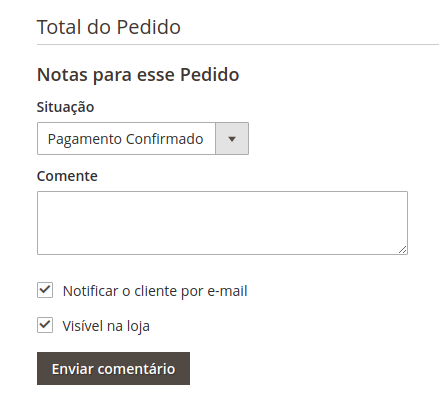 Total do Pedido
Notas para esse Pedido
Situação
Pagamento Confirmado
Comente
Notificar o cliente por e-mail
Visível na loja
Enviar comentário